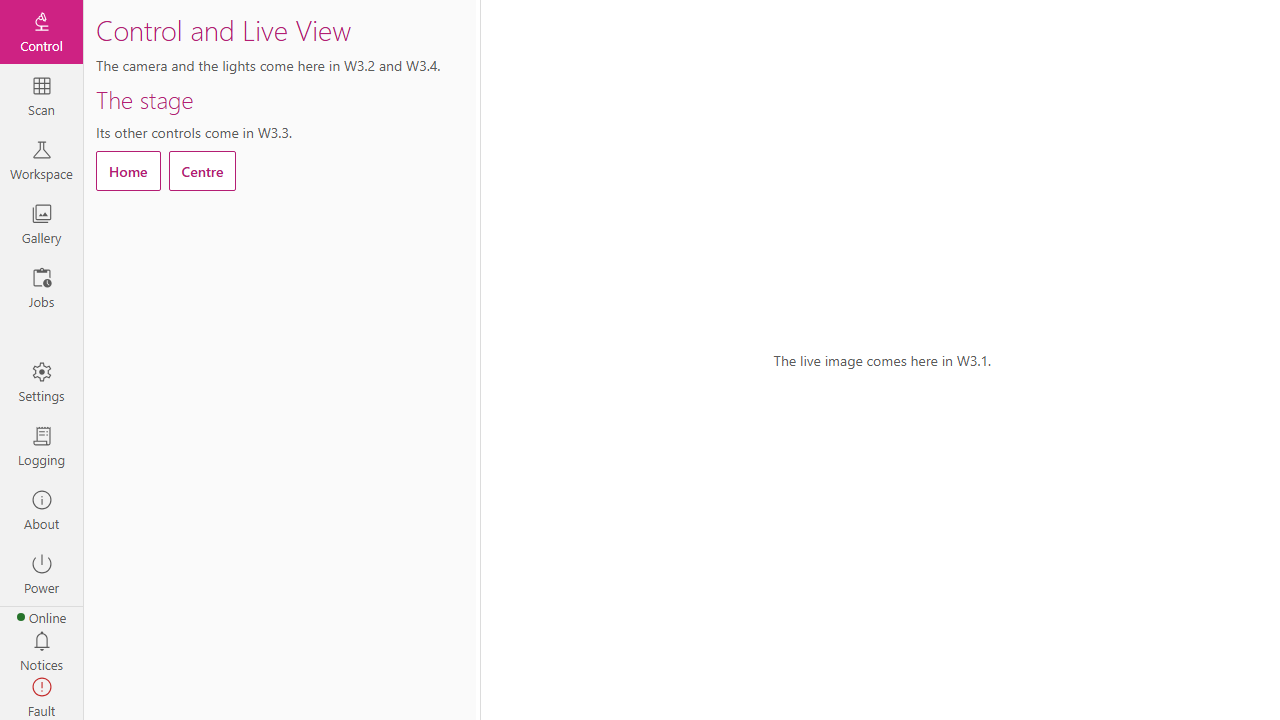 Control
Scan
Workspace
Gallery
Jobs
Settings
Logging
About
Power
Online
Notices
Fault
Control and Live View
The camera and the lights come here in W3.2 and W3.4.
The stage
Its other controls come in W3.3.
Home
Centre
The live image comes here in W3.1.